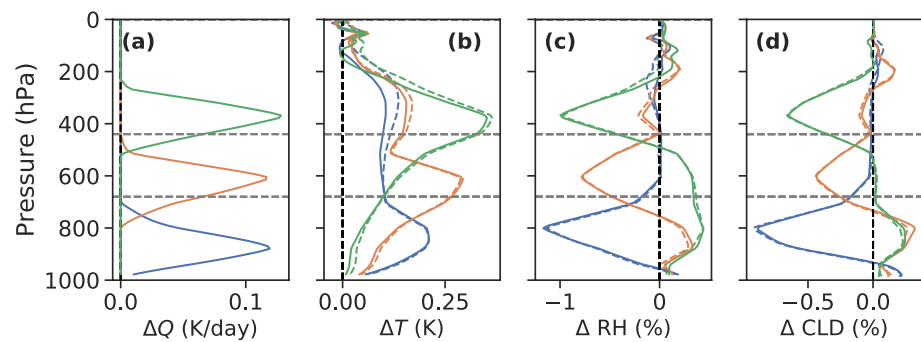 (a) (b) (c) (d)
0
200
400
600
800
1000
Pressure (hPa)
0.0 0.1 0.00 0.25 −1 0 −0.5 0.0
ΔQ (K/day) ΔT (K) Δ RH (%) Δ CLD (%)